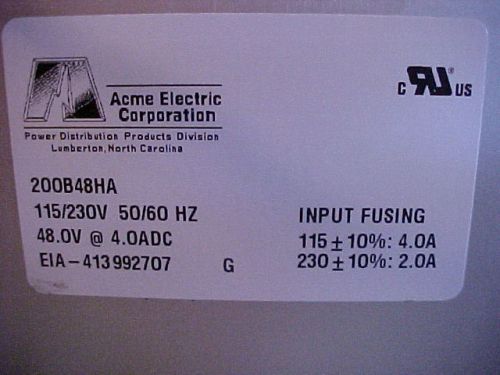 Acme Electric
Corporation
Power Distribution Products Division
Lumberton, North Carolina
c RU® US
200B48HA
115/230V 50/60 HZ
48.0V @ 4.0ADC
EIA-413992707 G
INPUT FUSING
115 ± 10%: 4.0A
230 ± 10%: 2.0A